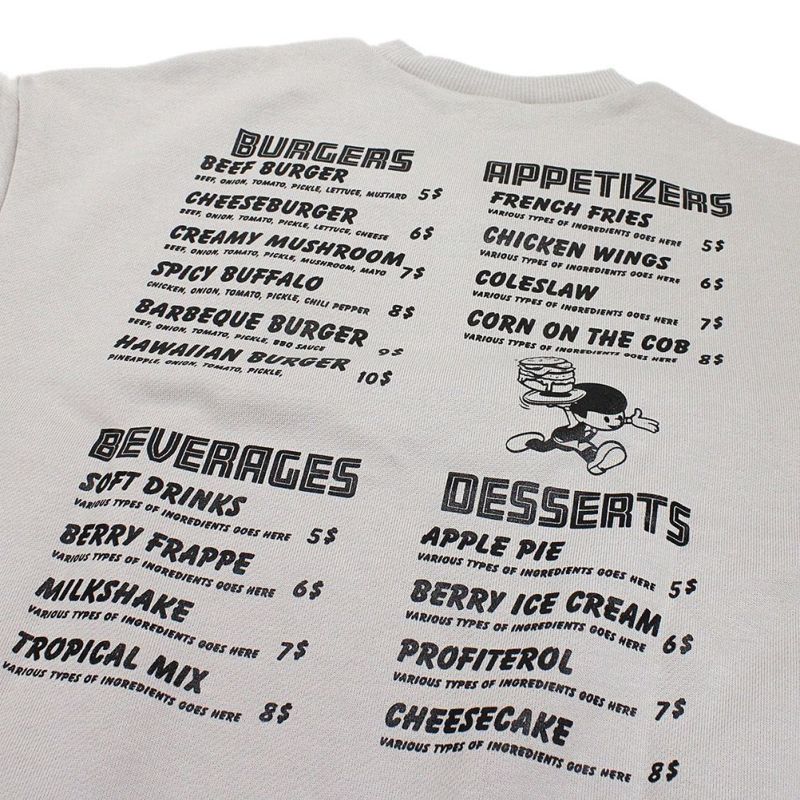 BURGERS
BEEF BURGER
BEEF, ONION, TOMATO, PICKLE, LETTUCE, MUSTARD 5$
CHEESEBURGER
BEEF, ONION, TOMATO, PICKLE, LETTUCE, CHEESE 6$
CREAMY MUSHROOM
BEEF, ONION, TOMATO, PICKLE, MUSHROOM, MAYO 7$
SPICY BUFFALO
CHICKEN, ONION, TOMATO, PICKLE, CHILI PEPPER 8$
BARBEQUE BURGER
BEEF, ONION, TOMATO, PICKLE, BBQ SAUCE 9$
HAWAIIAN BURGER
PINEAPPLE, ONION, TOMATO, PICKLE, 10$
APPETIZERS
FRENCH FRIES
VARIOUS TYPES OF INGREDIENTS GOES HERE 5$
CHICKEN WINGS
VARIOUS TYPES OF INGREDIENTS GOES HERE 6$
COLESLAW
VARIOUS TYPES OF INGREDIENTS GOES HERE 7$
CORN ON THE COB
VARIOUS TYPES OF INGREDIENTS GOES HERE 8$
BEVERAGES
SOFT DRINKS
VARIOUS TYPES OF INGREDIENTS GOES HERE 5$
BERRY FRAPPE
VARIOUS TYPES OF INGREDIENTS GOES HERE 6$
MILKSHAKE
VARIOUS TYPES OF INGREDIENTS GOES HERE 7$
TROPICAL MIX
VARIOUS TYPES OF INGREDIENTS GOES HERE 8$
DESSERTS
APPLE PIE
VARIOUS TYPES OF INGREDIENTS GOES HERE 5$
BERRY ICE CREAM
VARIOUS TYPES OF INGREDIENTS GOES HERE 6$
PROFITEROL
VARIOUS TYPES OF INGREDIENTS GOES HERE 7$
CHEESECAKE
VARIOUS TYPES OF INGREDIENTS GOES HERE 8$